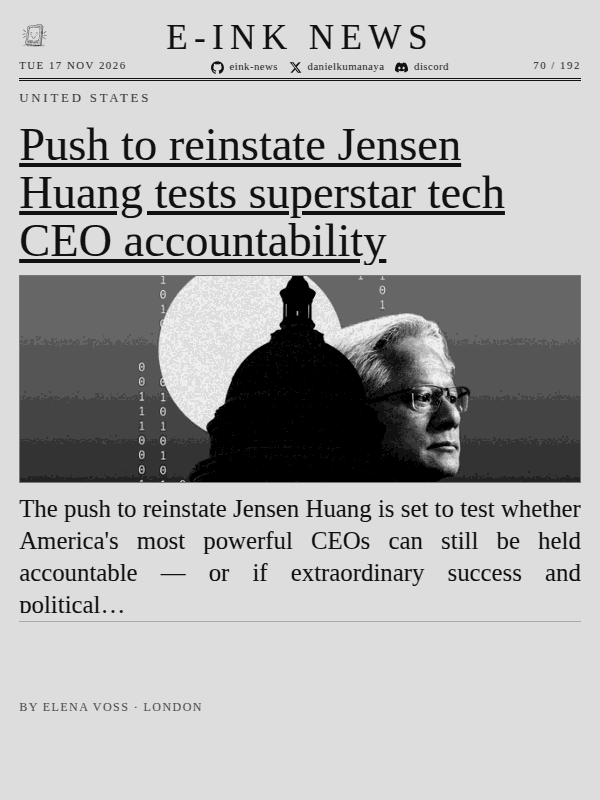 E-INK NEWS
TUE 17 NOV 2026
eink-news danielkumanaya discord
70 / 192
UNITED STATES
Push to reinstate Jensen
Huang tests superstar tech
CEO accountability
The push to reinstate Jensen Huang is set to test whether
America's most powerful CEOs can still be held
accountable — or if extraordinary success and
political…
BY ELENA VOSS · LONDON